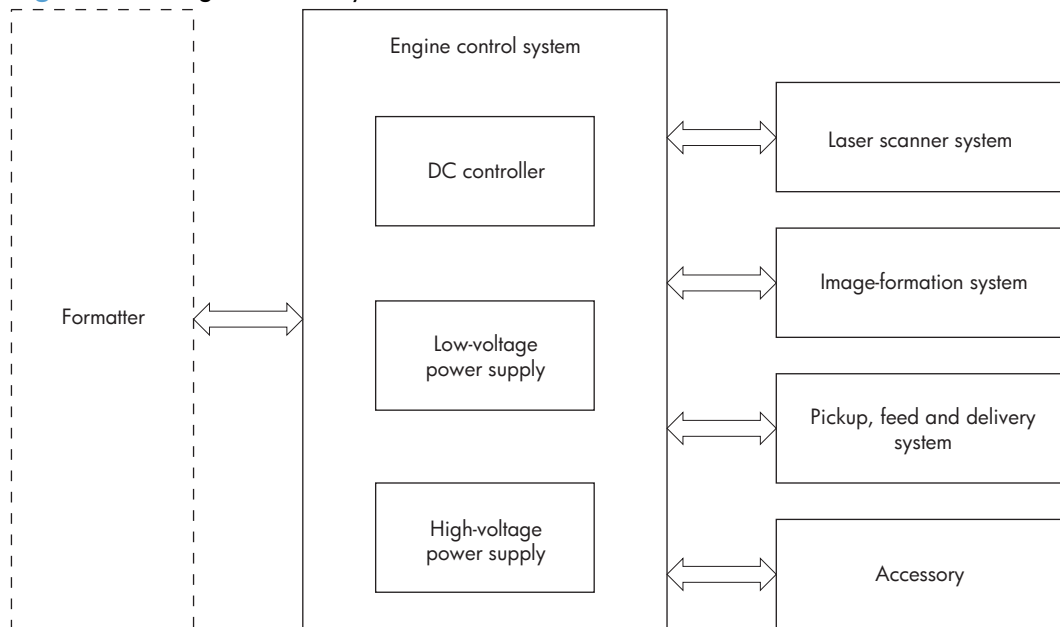 Engine control system
DC controller
Low-voltage
power supply
High-voltage
power supply
Formatter
Laser scanner system
Image-formation system
Pickup, feed and delivery
system
Accessory